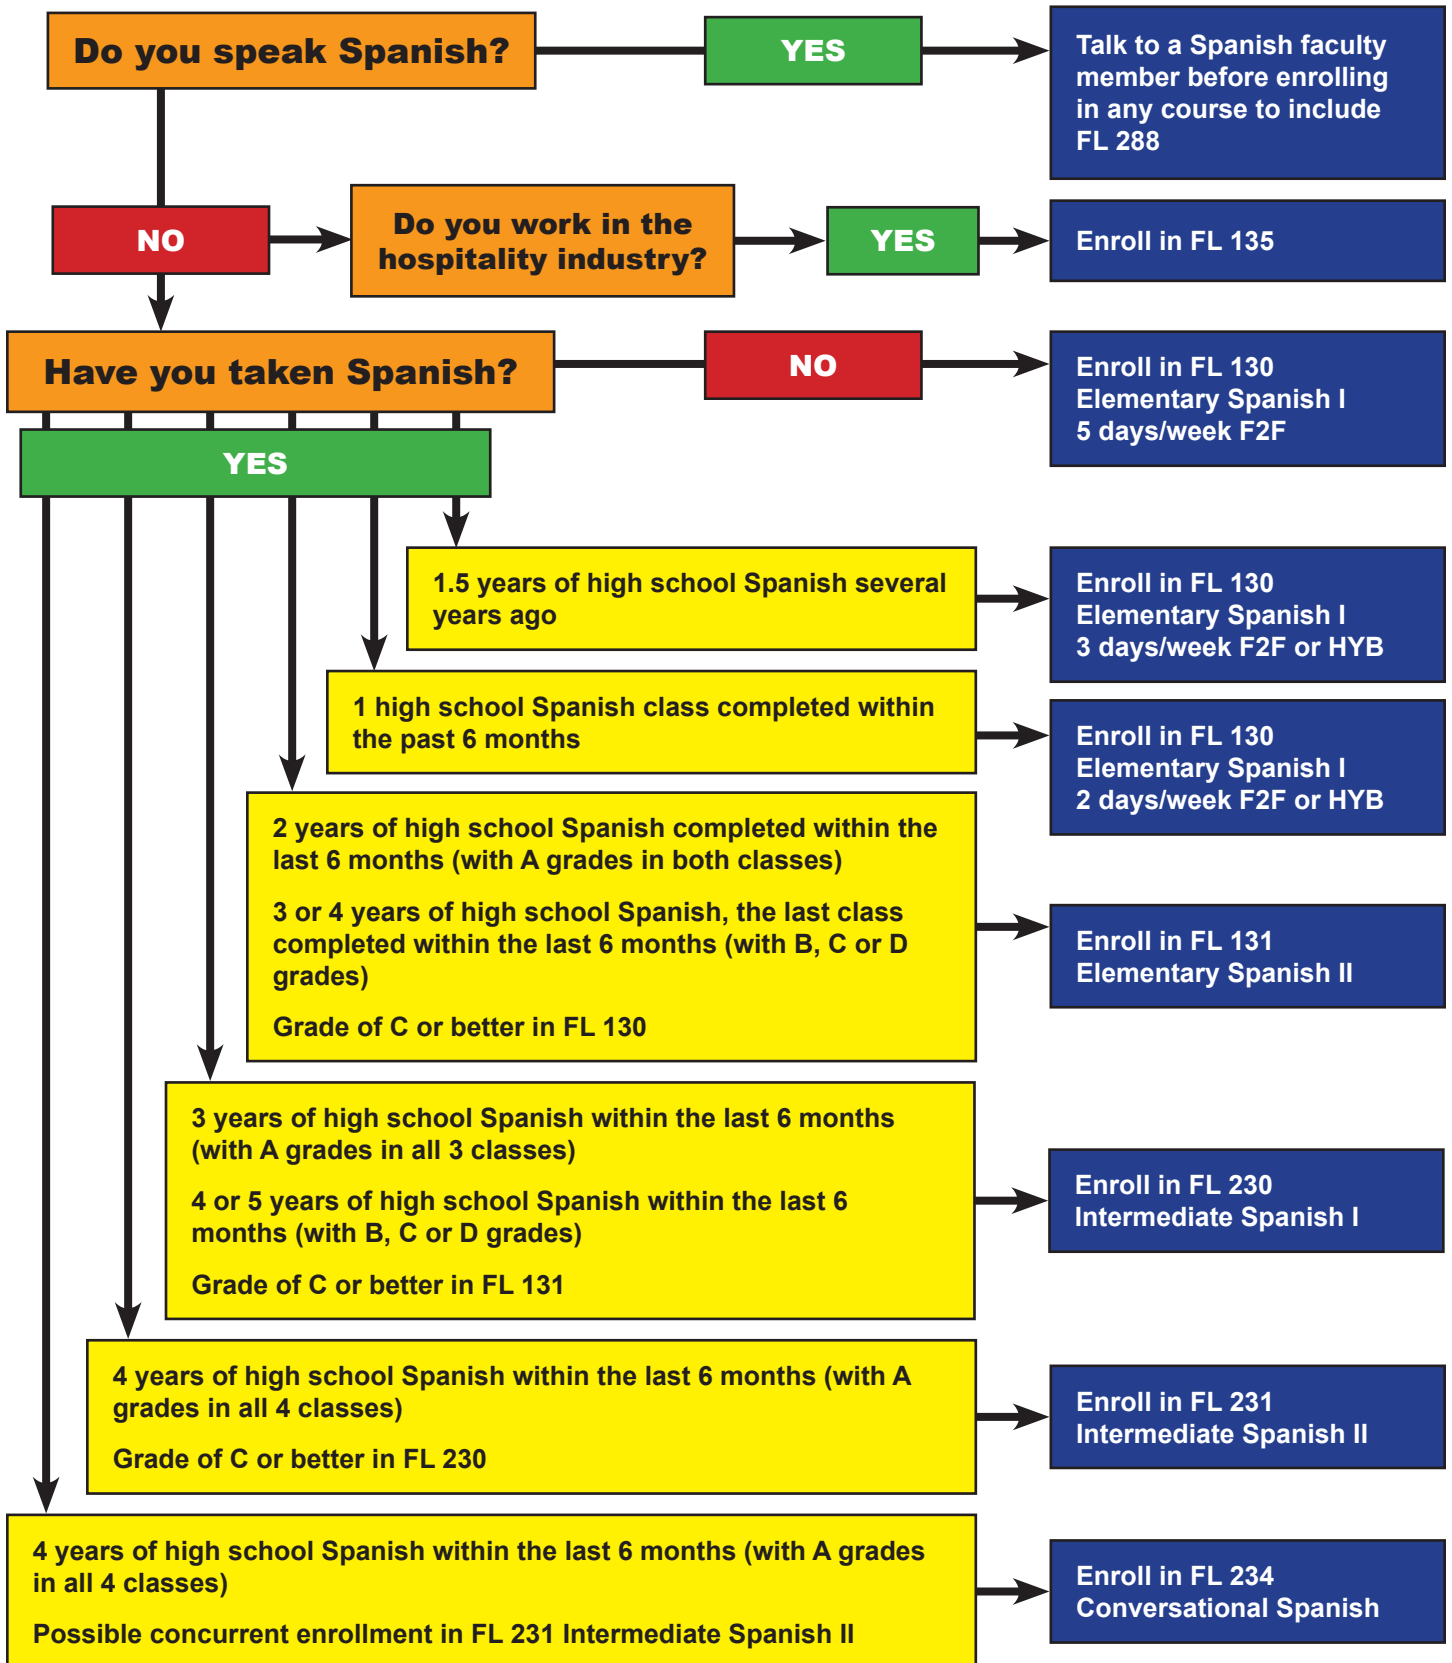 Do you speak Spanish?
YES
Talk to a Spanish faculty
member before enrolling
in any course to include
FL 288
NO
Do you work in the
hospitality industry?
YES
Enroll in FL 135
Have you taken Spanish?
NO
Enroll in FL 130
Elementary Spanish I
5 days/week F2F
YES
1.5 years of high school Spanish several
years ago
Enroll in FL 130
Elementary Spanish I
3 days/week F2F or HYB
1 high school Spanish class completed within
the past 6 months
Enroll in FL 130
Elementary Spanish I
2 days/week F2F or HYB
2 years of high school Spanish completed within the
last 6 months (with A grades in both classes)
3 or 4 years of high school Spanish, the last class
completed within the last 6 months (with B, C or D
grades)
Grade of C or better in FL 130
Enroll in FL 131
Elementary Spanish II
3 years of high school Spanish within the last 6 months
(with A grades in all 3 classes)
4 or 5 years of high school Spanish within the last 6
months (with B, C or D grades)
Grade of C or better in FL 131
Enroll in FL 230
Intermediate Spanish I
4 years of high school Spanish within the last 6 months (with A
grades in all 4 classes)
Grade of C or better in FL 230
Enroll in FL 231
Intermediate Spanish II
4 years of high school Spanish within the last 6 months (with A grades
in all 4 classes)
Possible concurrent enrollment in FL 231 Intermediate Spanish II
Enroll in FL 234
Conversational Spanish